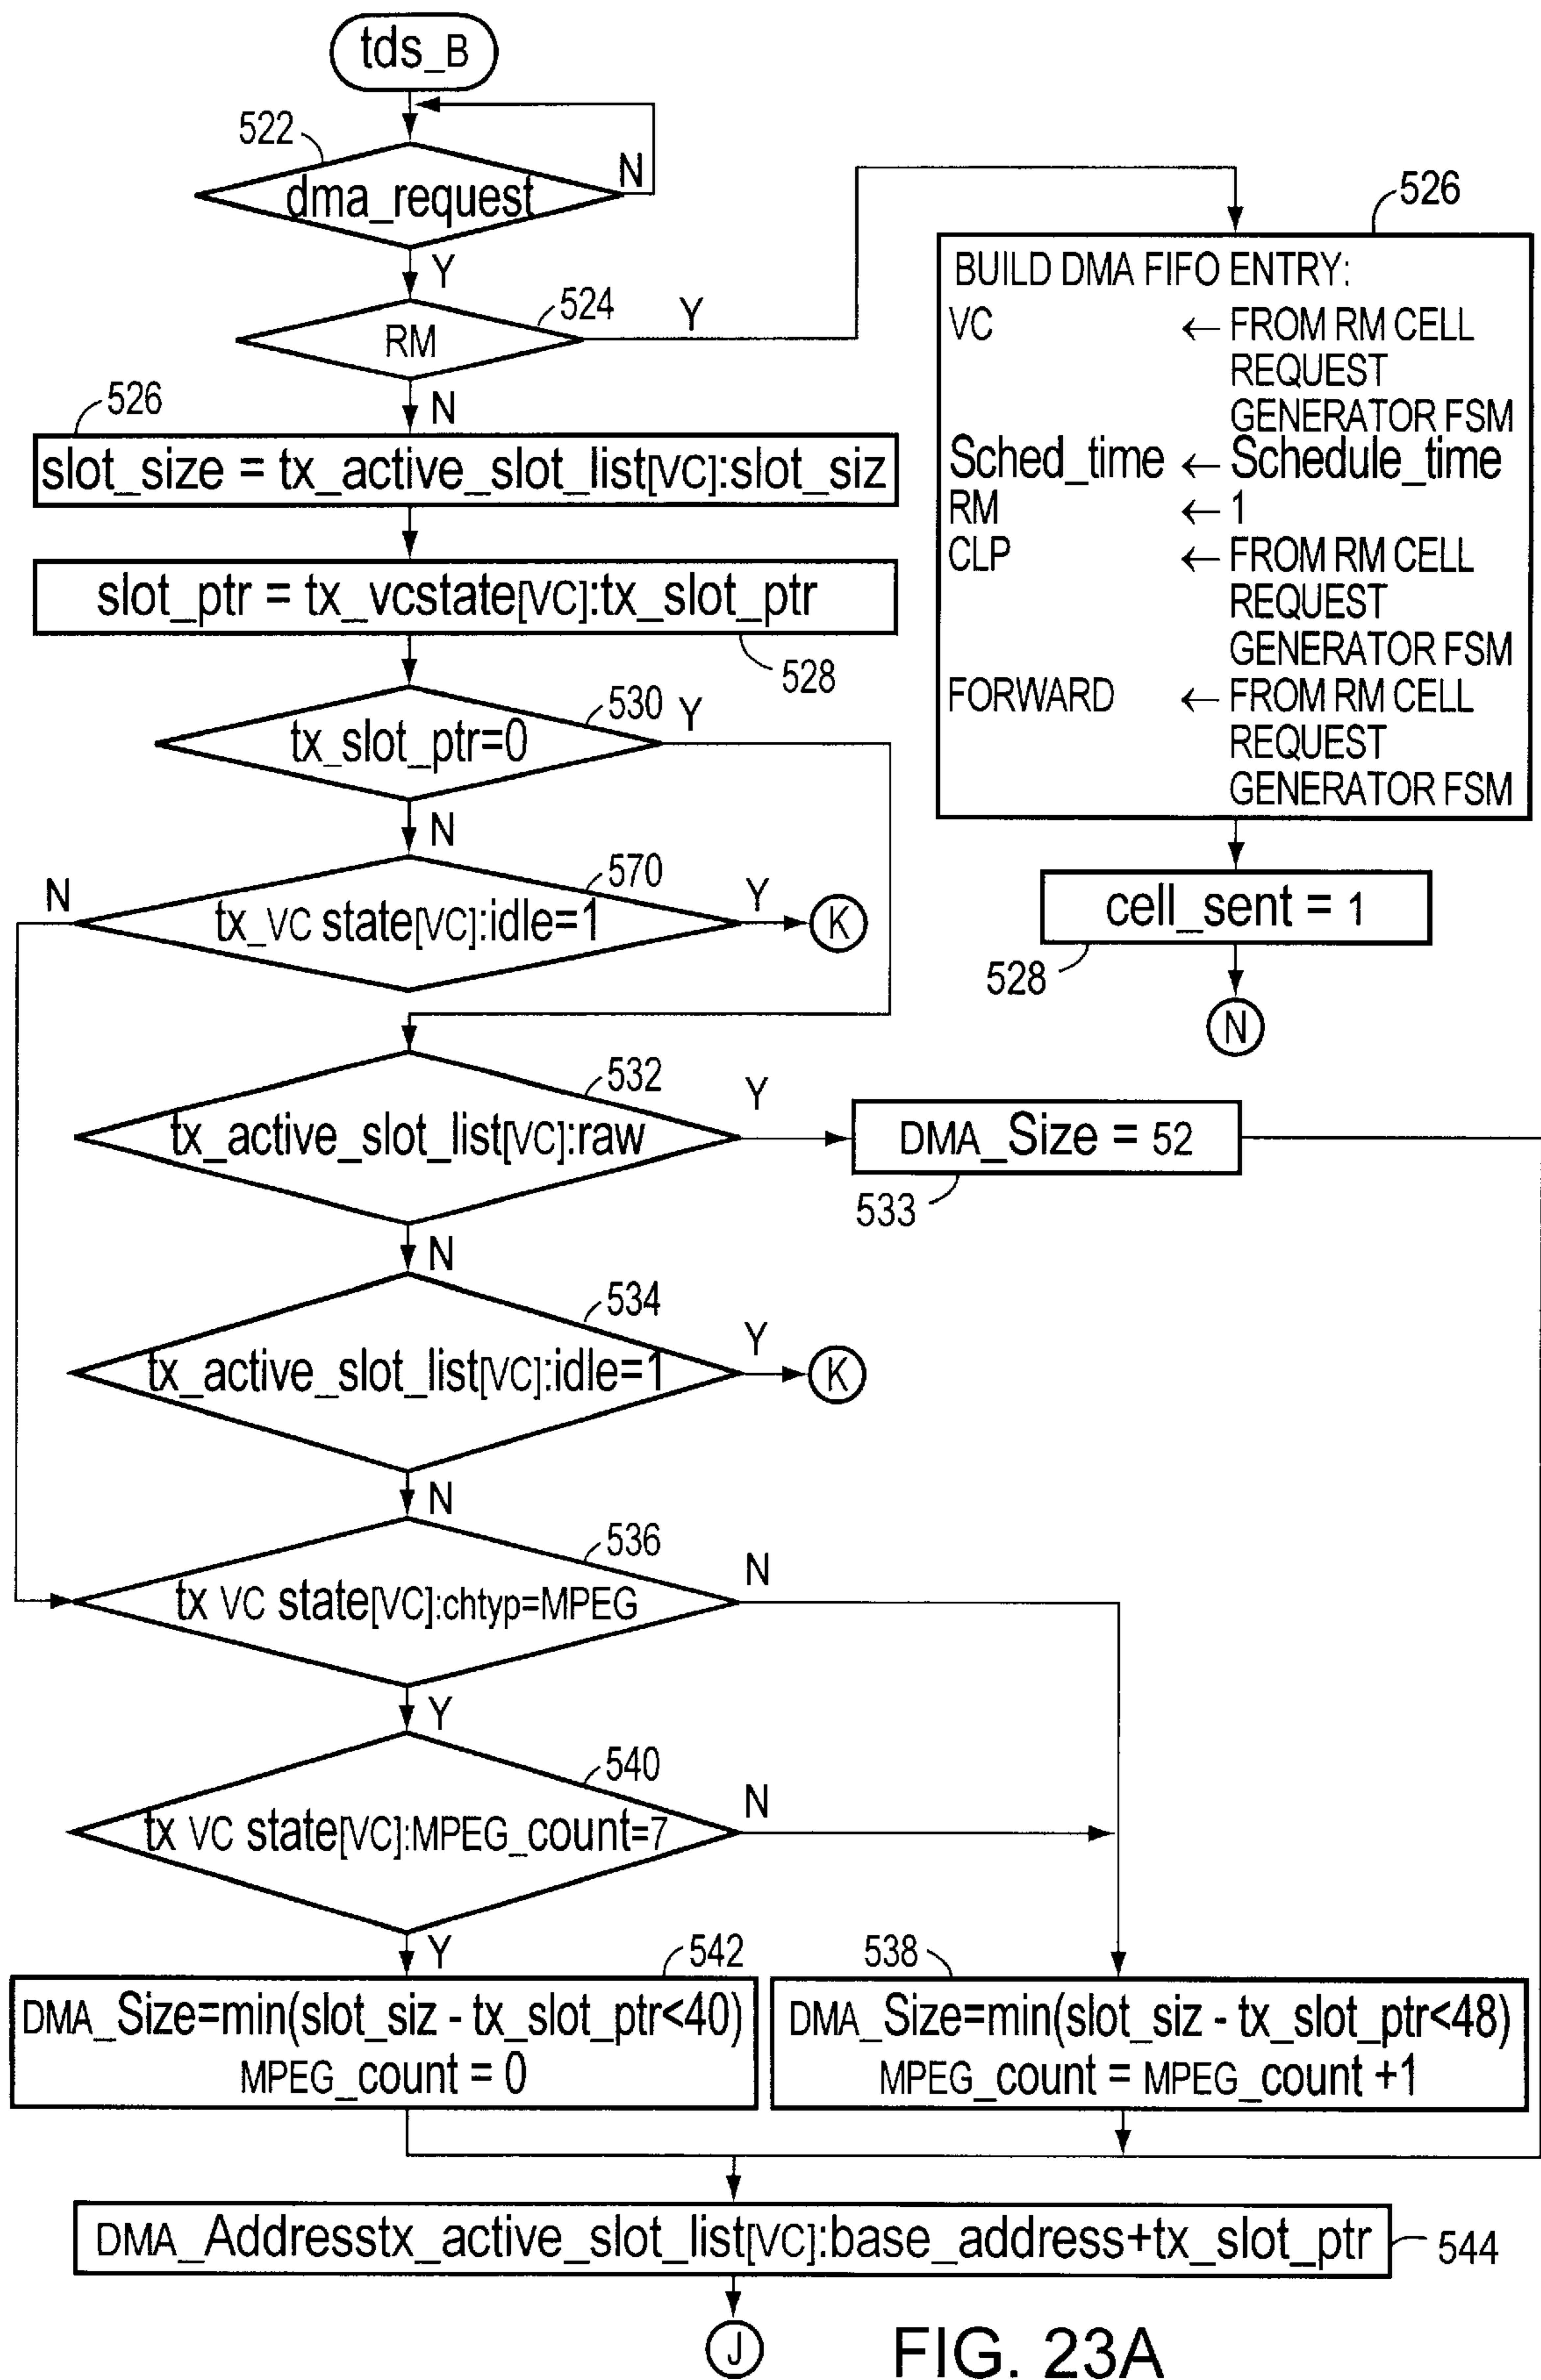 tds_B
522
dma_request
N
Y
524
RM
Y
N
526
BUILD DMA FIFO ENTRY:
VC ← FROM RM CELL
REQUEST
GENERATOR FSM
Sched_time ← Schedule_time
RM ← 1
CLP ← FROM RM CELL
REQUEST
GENERATOR FSM
FORWARD ← FROM RM CELL
REQUEST
GENERATOR FSM
cell_sent = 1
528
N
526
slot_size = tx_active_slot_list[VC]:slot_siz
slot_ptr = tx_vcstate[VC]:tx_slot_ptr
528
530
tx_slot_ptr=0
Y
N
570
N
tx_VC state[VC]:idle=1
Y
K
532
tx_active_slot_list[VC]:raw
Y
DMA_Size = 52
533
N
534
tx_active_slot_list[VC]:idle=1
Y
K
N
536
tx VC state[VC]:chtyp=MPEG
N
Y
540
tx VC state[VC]:MPEG_count=7
N
Y
542
DMA_Size=min(slot_siz - tx_slot_ptr<40)
MPEG_count = 0
538
DMA_Size=min(slot_siz - tx_slot_ptr<48)
MPEG_count = MPEG_count +1
DMA_Addresstx_active_slot_list[VC]:base_address+tx_slot_ptr
544
J
FIG. 23A